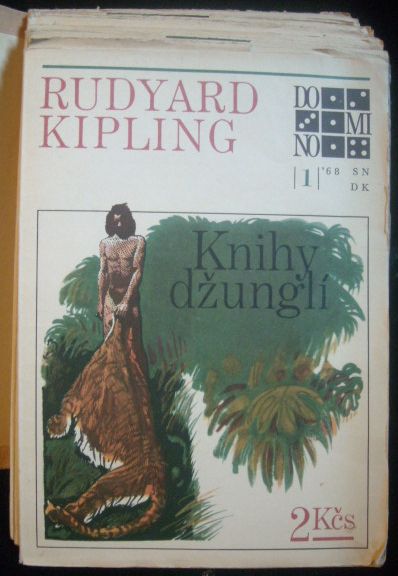 RUDYARD
KIPLING
DO
MI
NO
|1|'68 SN
DK
Knihy
džunglí
2Kčs